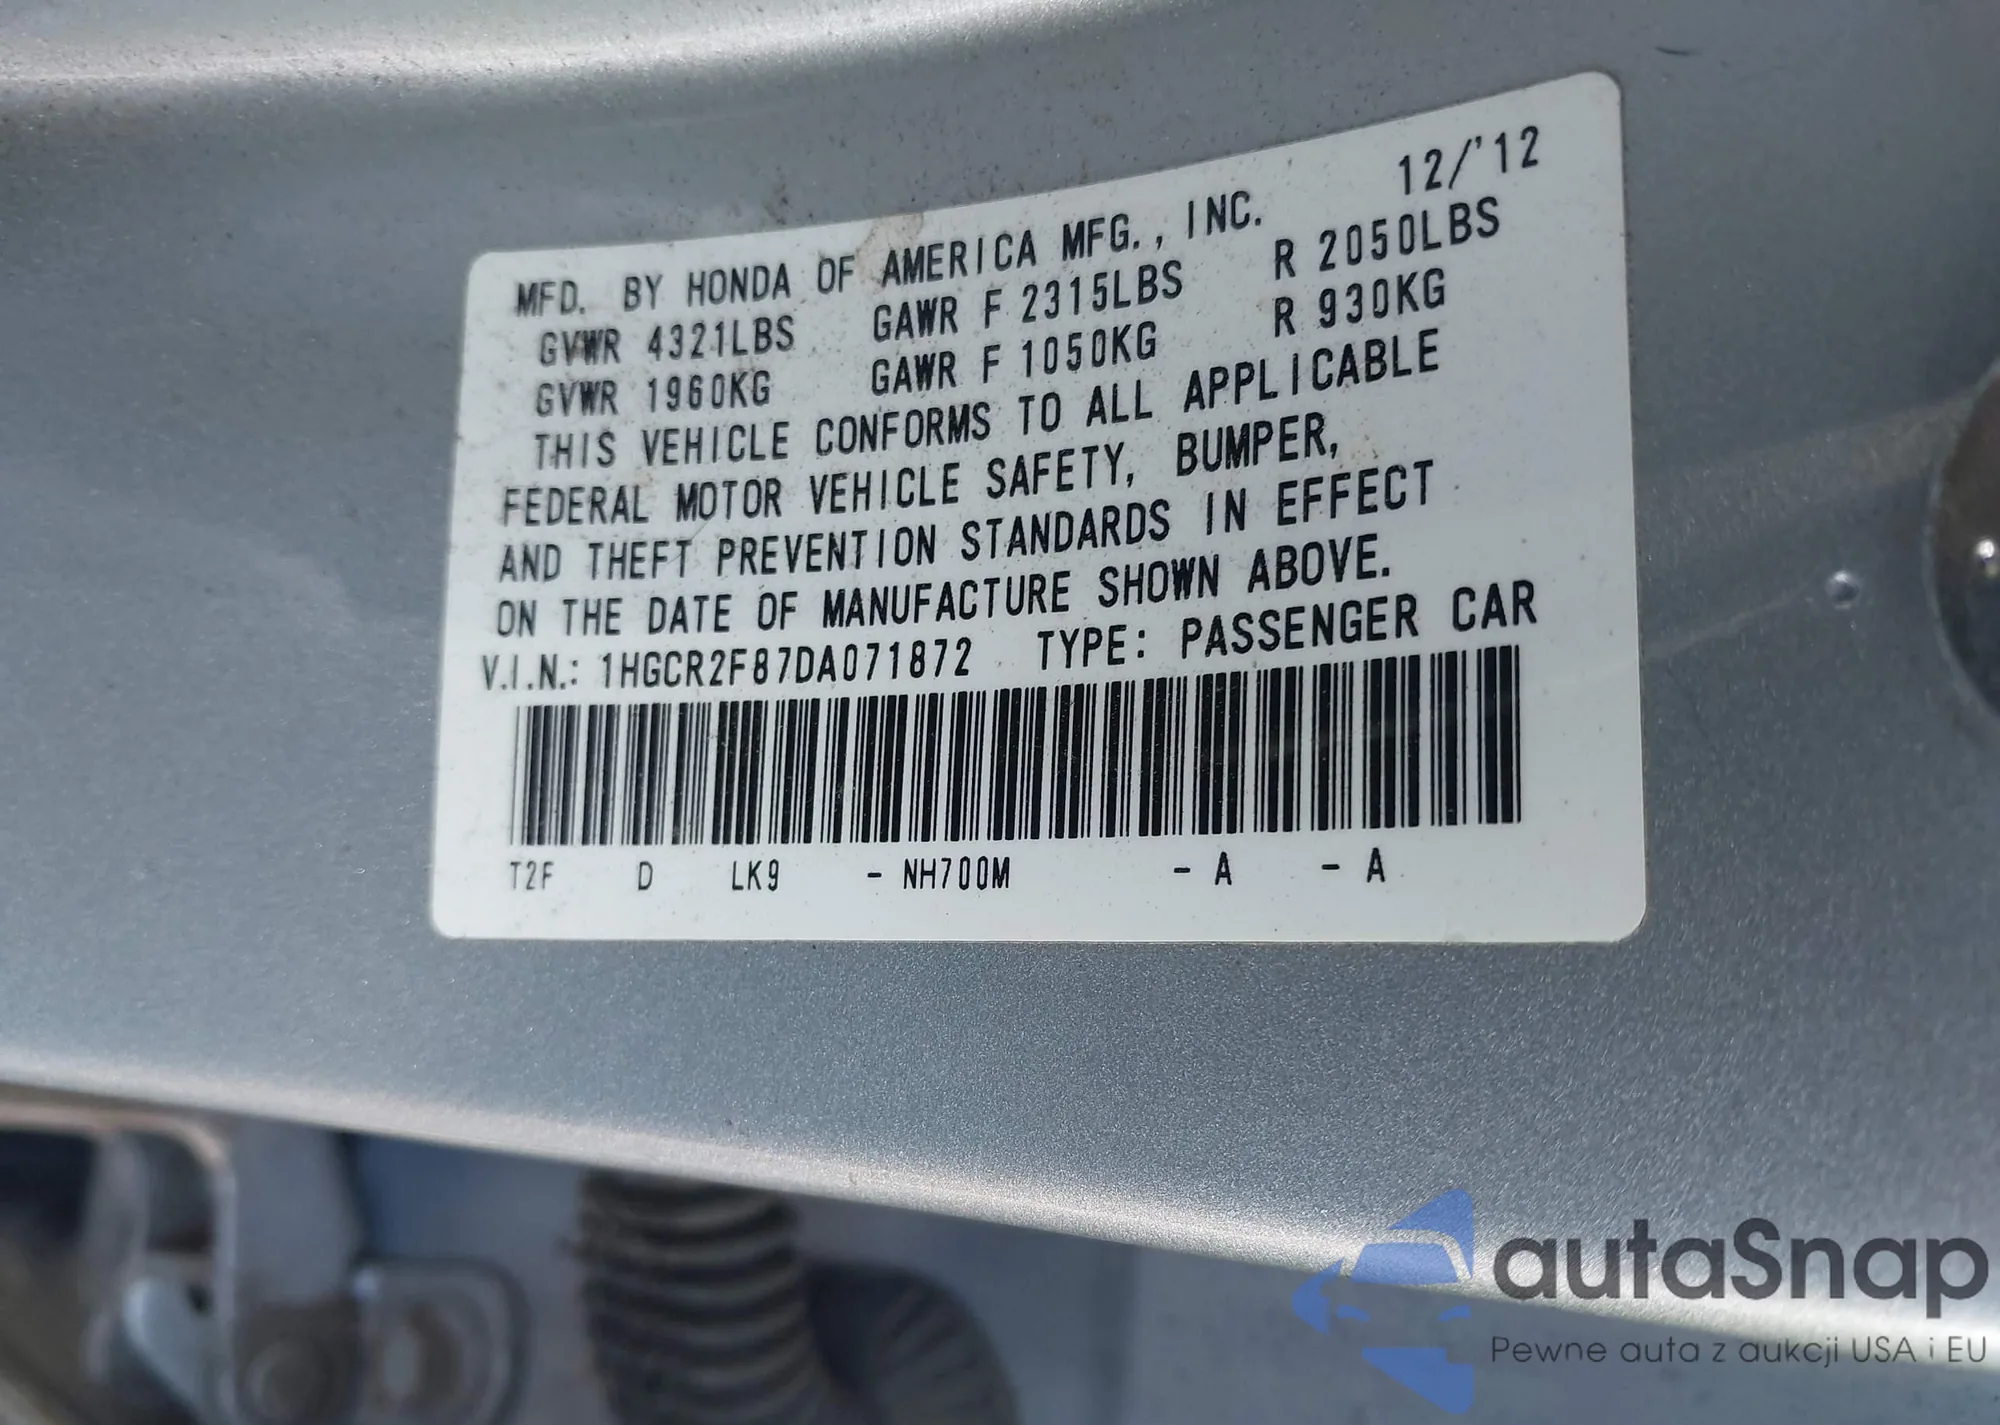 12/'12
MFD. BY HONDA OF AMERICA MFG., INC.
GVWR 4321LBS GAWR F 2315LBS R 2050LBS
GVWR 1960KG GAWR F 1050KG R 930KG
THIS VEHICLE CONFORMS TO ALL APPLICABLE
FEDERAL MOTOR VEHICLE SAFETY, BUMPER,
AND THEFT PREVENTION STANDARDS IN EFFECT
ON THE DATE OF MANUFACTURE SHOWN ABOVE.
V.I.N.: 1HGCR2F87DA071872 TYPE: PASSENGER CAR
T2F D LK9 - NH700M - A - A
autaSnap
Pewne auta z aukcji USA i EU